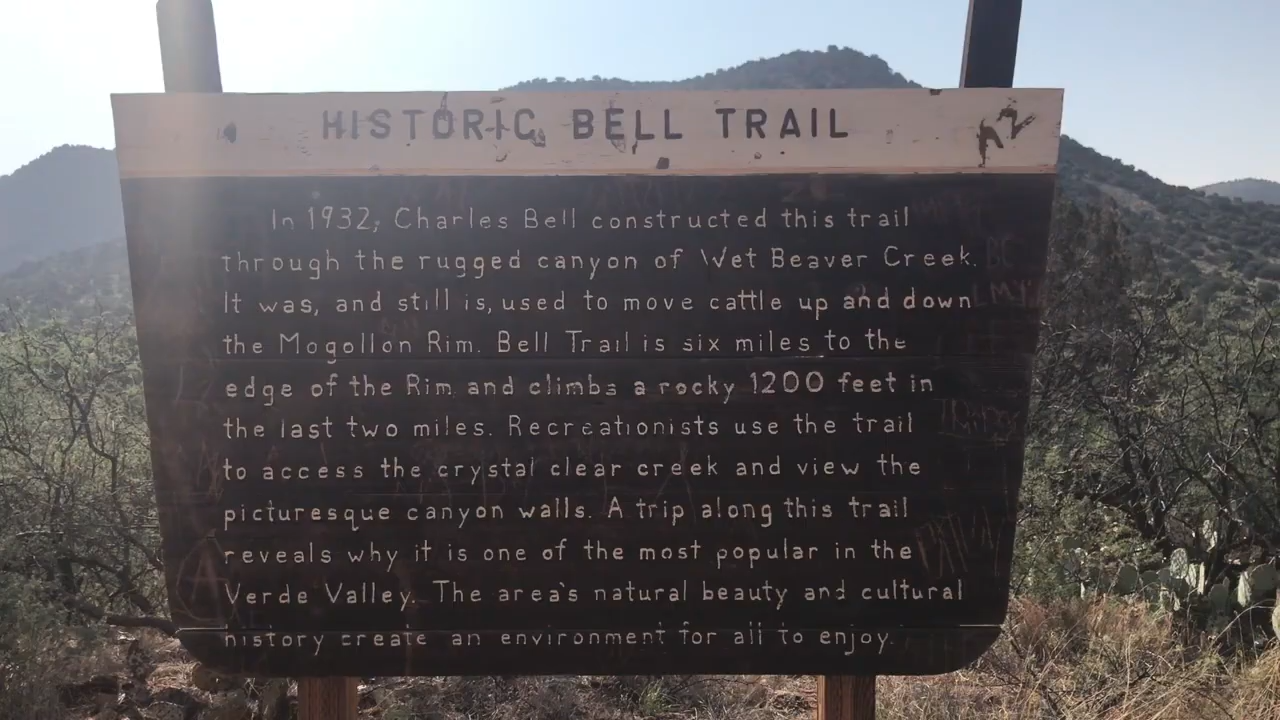 HISTORIC BELL TRAIL
In 1932, Charles Bell constructed this trail
through the rugged canyon of Wet Beaver Creek.
It was, and still is, used to move cattle up and down
the Mogollon Rim. Bell Trail is six miles to the
edge of the Rim and climbs a rocky 1200 feet in
the last two miles. Recreationists use the trail
to access the crystal clear creek and view the
picturesque canyon walls. A trip along this trail
reveals why it is one of the most popular in the
Verde Valley. The area's natural beauty and cultural
history create an environment for all to enjoy.